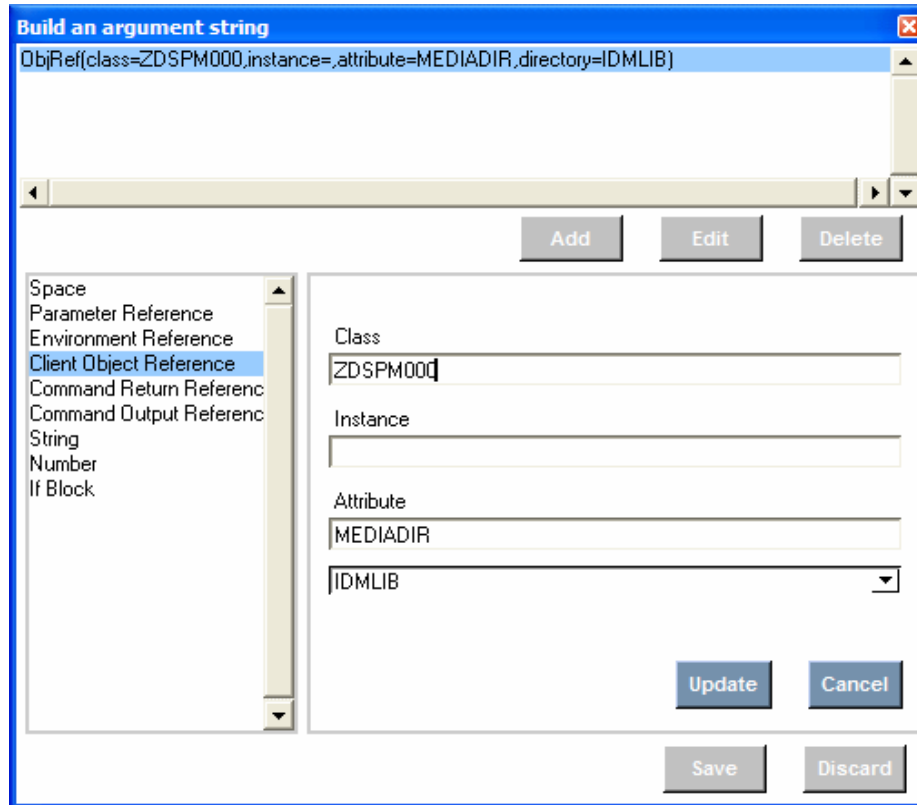 Build an argument string
ObjRef(class=ZDSPM000,instance=,attribute=MEDIADIR,directory=IDMLIB)
Add Edit Delete
Space
Parameter Reference
Environment Reference
Client Object Reference
Command Return Referenc
Command Output Referenc
String
Number
If Block
Class
ZDSPM000
Instance
Attribute
MEDIADIR
IDMLIB
Update Cancel
Save Discard